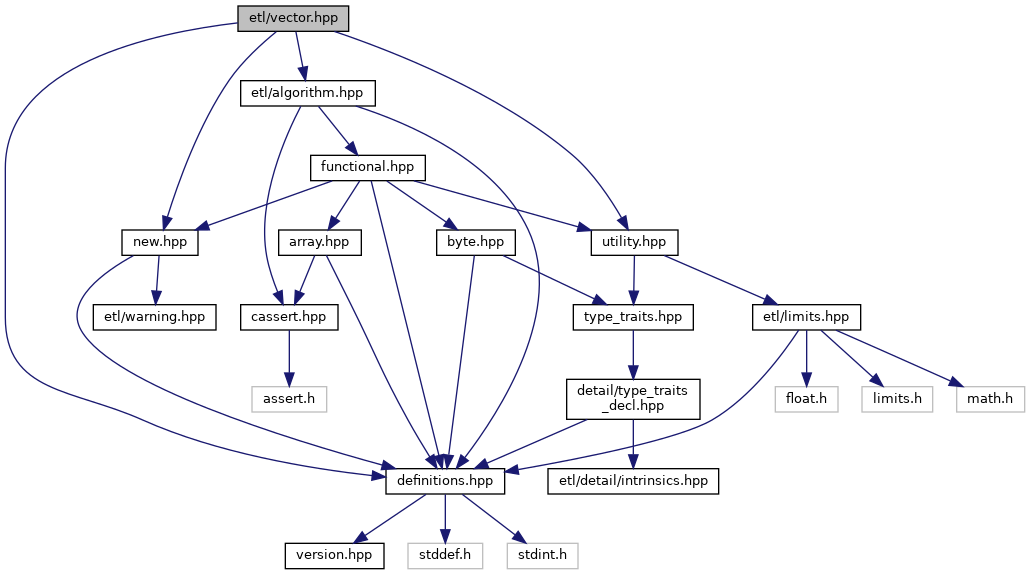 etl/vector.hpp
etl/algorithm.hpp
functional.hpp
new.hpp
array.hpp
byte.hpp
utility.hpp
etl/warning.hpp
cassert.hpp
type_traits.hpp
etl/limits.hpp
assert.h
detail/type_traits
_decl.hpp
float.h
limits.h
math.h
definitions.hpp
etl/detail/intrinsics.hpp
version.hpp
stddef.h
stdint.h